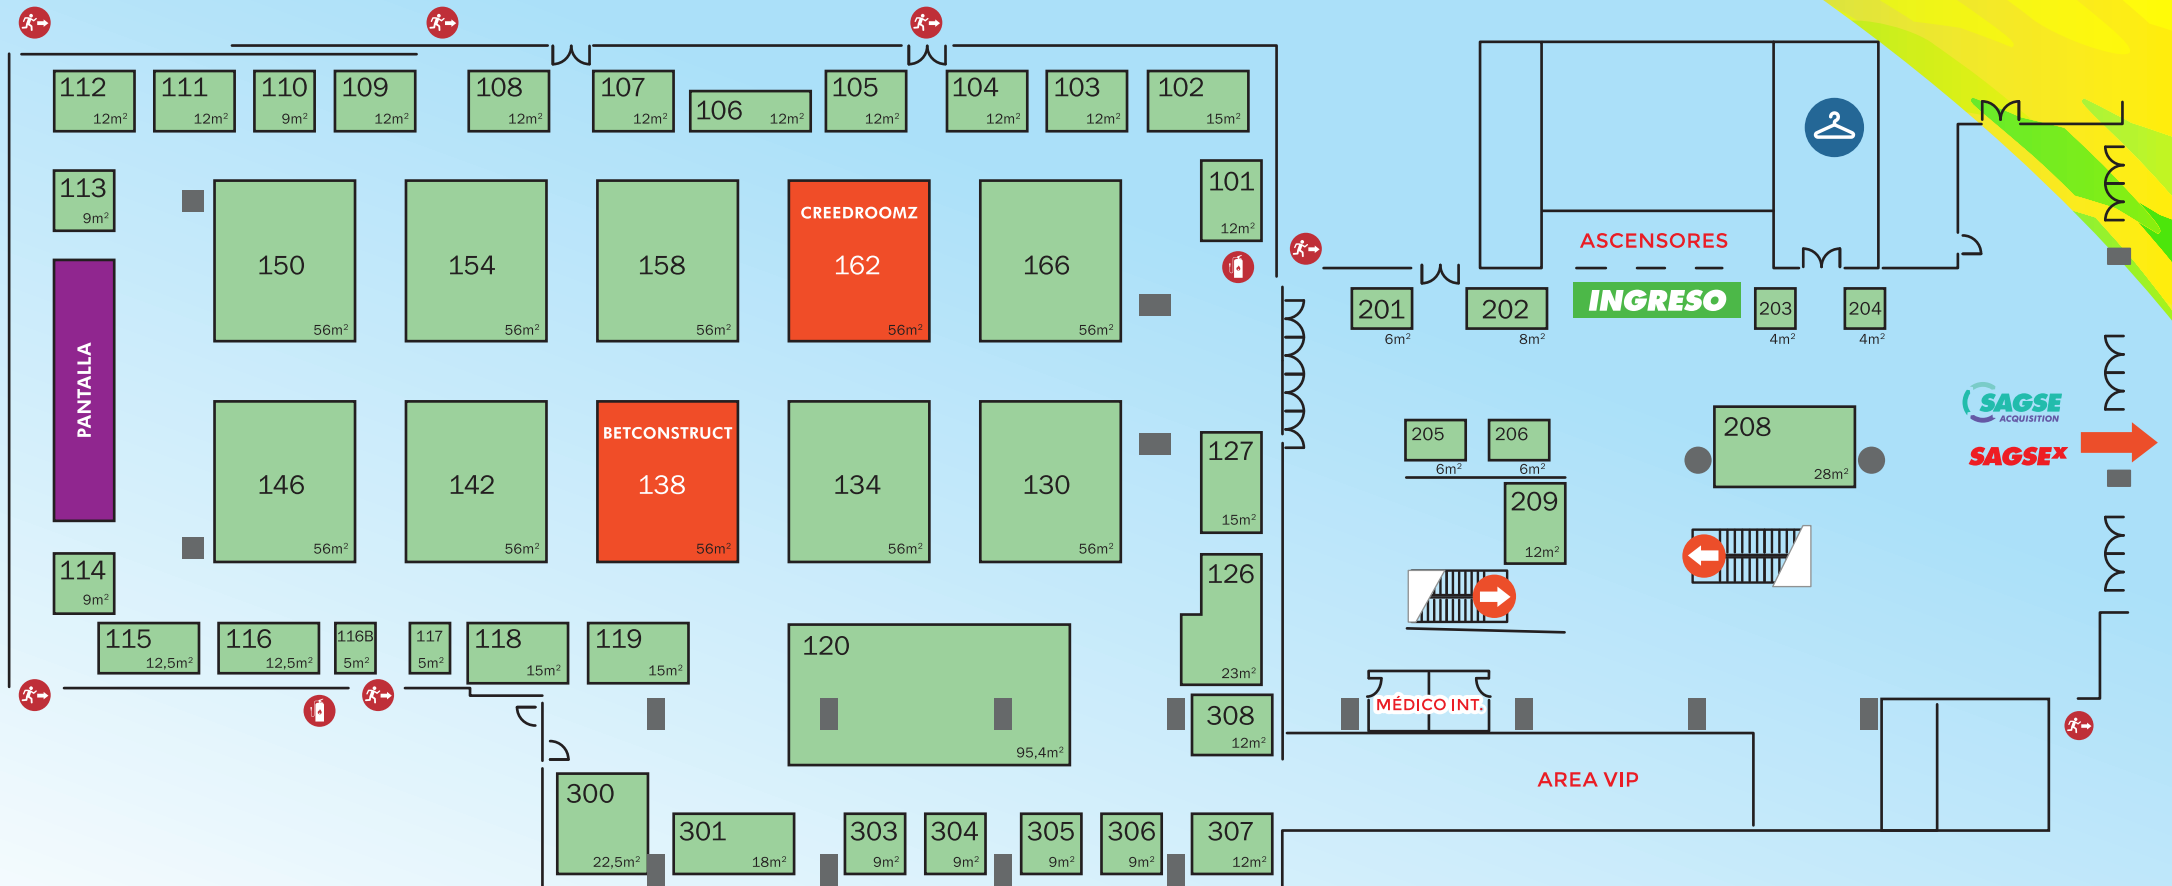 112
12m²
111
12m²
110
9m²
109
12m²
108
12m²
107
12m²
106
12m²
105
12m²
104
12m²
103
12m²
102
15m²
113
9m²
101
12m²
150
56m²
154
56m²
158
56m²
CREEDROOMZ
162
56m²
166
56m²
PANTALLA
146
56m²
142
56m²
BETCONSTRUCT
138
56m²
134
56m²
130
56m²
127
15m²
126
23m²
114
9m²
115
12,5m²
116
12,5m²
116B
5m²
117
5m²
118
15m²
119
15m²
120
95,4m²
308
12m²
300
22,5m²
301
18m²
303
9m²
304
9m²
305
9m²
306
9m²
307
12m²
ASCENSORES
INGRESO
201
6m²
202
8m²
203
4m²
204
4m²
205
6m²
206
6m²
209
12m²
208
28m²
SAGSE
ACQUISITION
SAGSEX
MÉDICO INT.
AREA VIP